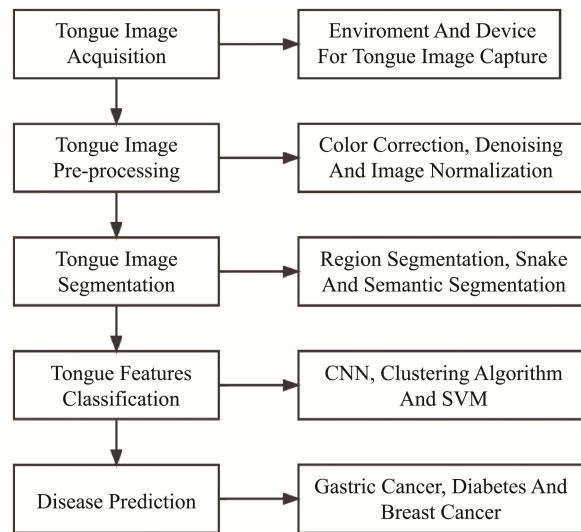 Tongue Image
Acquisition
Enviroment And Device
For Tongue Image Capture
Tongue Image
Pre-processing
Color Correction, Denoising
And Image Normalization
Tongue Image
Segmentation
Region Segmentation, Snake
And Semantic Segmentation
Tongue Features
Classification
CNN, Clustering Algorithm
And SVM
Disease Prediction
Gastric Cancer, Diabetes And
Breast Cancer